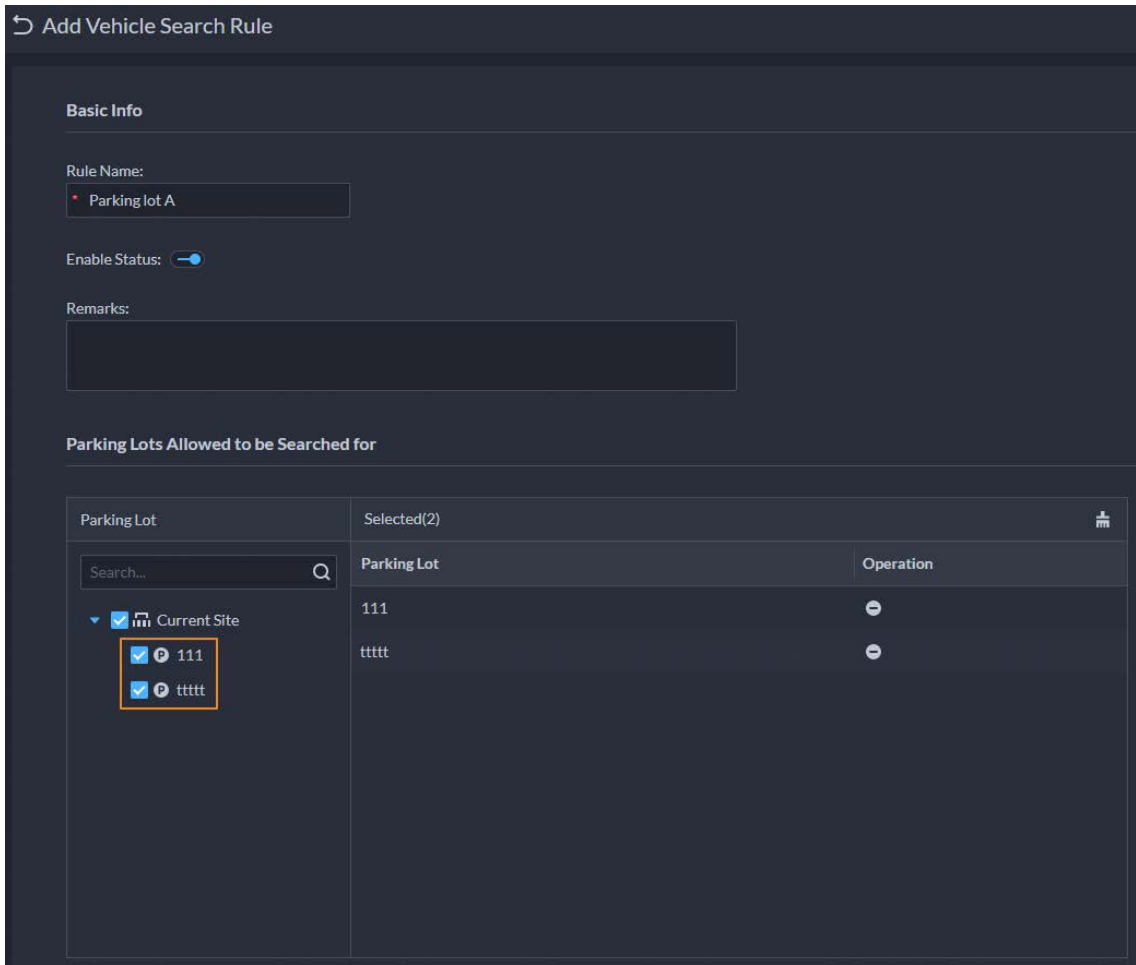 Add Vehicle Search Rule
Basic Info
Rule Name:
* Parking lot A
Enable Status:
Remarks:
Parking Lots Allowed to be Searched for
Parking Lot
Selected(2)
Search...
Parking Lot
Operation
Current Site
111
ttttt
111
ttttt